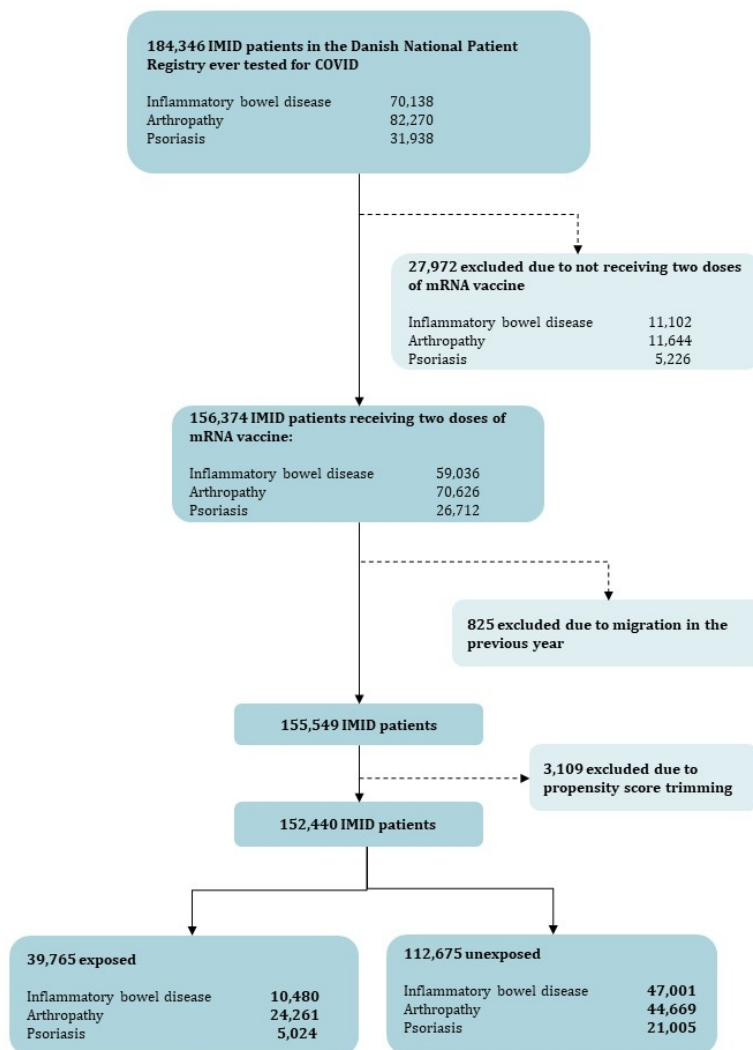 184,346 IMID patients in the Danish National Patient
Registry ever tested for COVID
Inflammatory bowel disease 70,138
Arthropathy 82,270
Psoriasis 31,938
27,972 excluded due to not receiving two doses
of mRNA vaccine
Inflammatory bowel disease 11,102
Arthropathy 11,644
Psoriasis 5,226
156,374 IMID patients receiving two doses of
mRNA vaccine:
Inflammatory bowel disease 59,036
Arthropathy 70,626
Psoriasis 26,712
825 excluded due to migration in the
previous year
155,549 IMID patients
3,109 excluded due to
propensity score trimming
152,440 IMID patients
39,765 exposed
Inflammatory bowel disease 10,480
Arthropathy 24,261
Psoriasis 5,024
112,675 unexposed
Inflammatory bowel disease 47,001
Arthropathy 44,669
Psoriasis 21,005